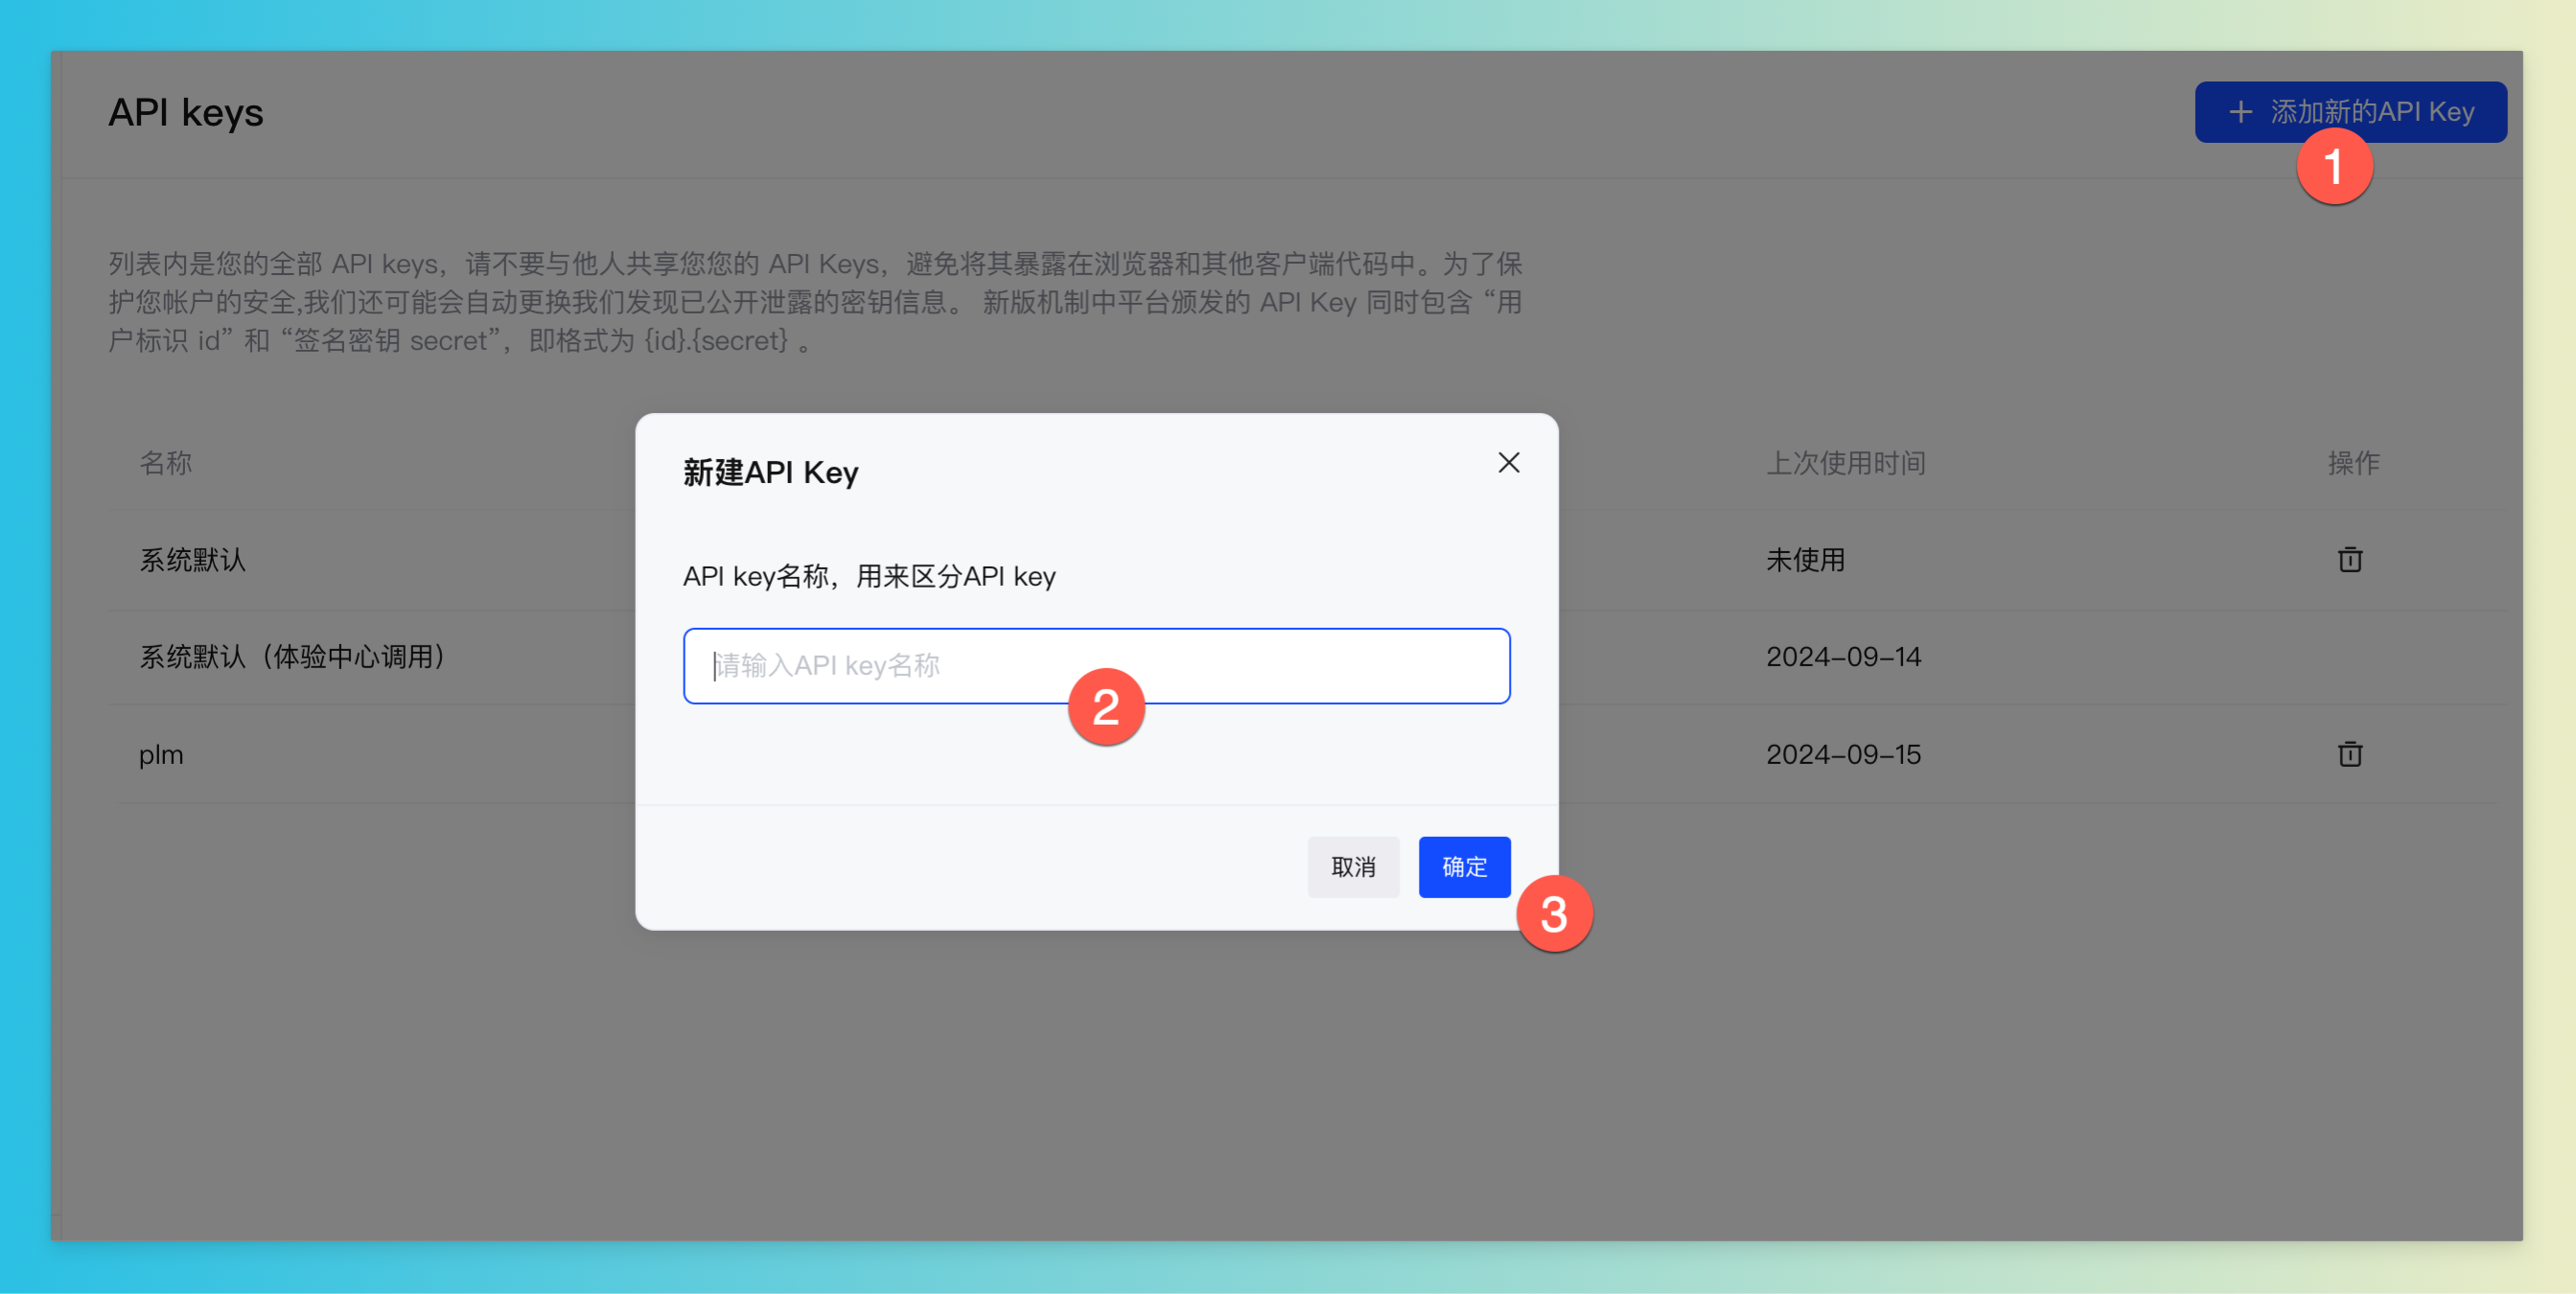 API keys
+ 添加新的API Key
1
列表内是您的全部 API keys，请不要与他人共享您您的 API Keys，避免将其暴露在浏览器和其他客户端代码中。为了保
护您帐户的安全,我们还可能会自动更换我们发现已公开泄露的密钥信息。 新版机制中平台颁发的 API Key 同时包含 “用
户标识 id” 和 “签名密钥 secret”，即格式为 {id}.{secret} 。
名称
上次使用时间
操作
系统默认
未使用
系统默认（体验中心调用）
2024-09-14
plm
2024-09-15
新建API Key
API key名称，用来区分API key
请输入API key名称
2
取消
确定
3